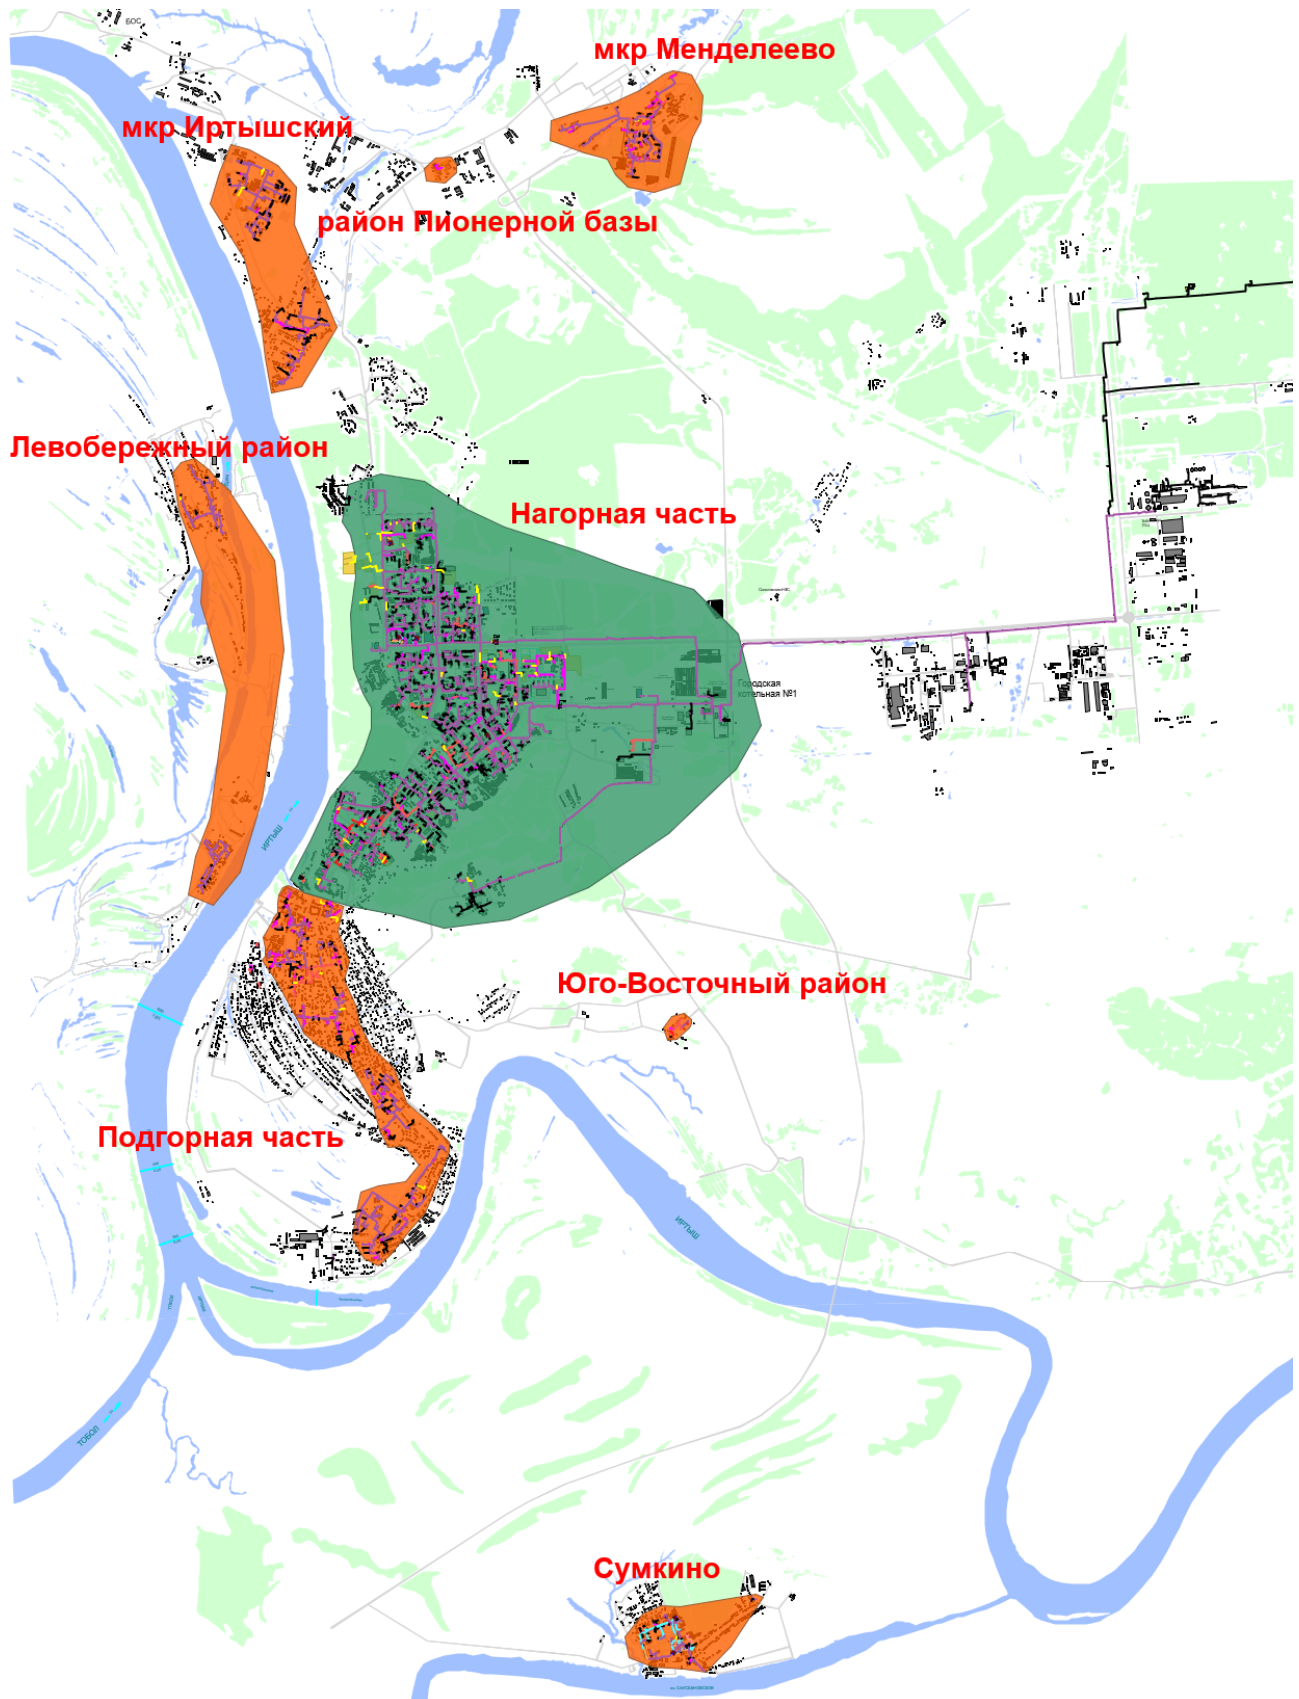 БОС
мкр Менделеево
мкр Иртышский
район Пионерной базы
Левобережный район
Нагорная часть
Городская
котельная №1
ИРТЫШ
Юго-Восточный район
Подгорная часть
ИРТЫШ
ТОБОЛ
Сумкино